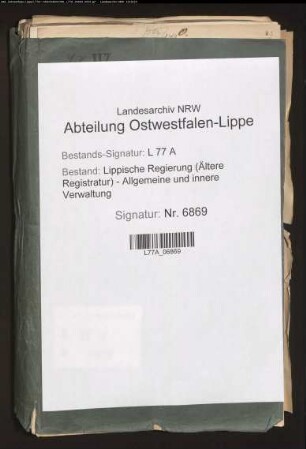 Landesarchiv NRW
Abteilung Ostwestfalen-Lippe
Bestands-Signatur: L 77 A
Bestand: Lippische Regierung (Ältere
Registratur) - Allgemeine und innere
Verwaltung
Signatur: Nr. 6869
L77A_06869